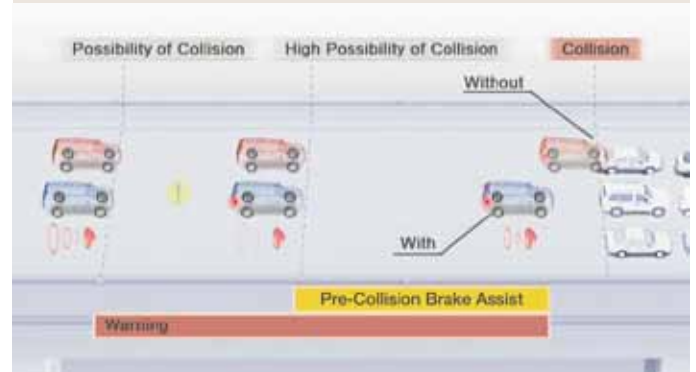 Possibility of Collision
High Possibility of Collision
Collision
Without
With
Pre-Collision Brake Assist
Warning